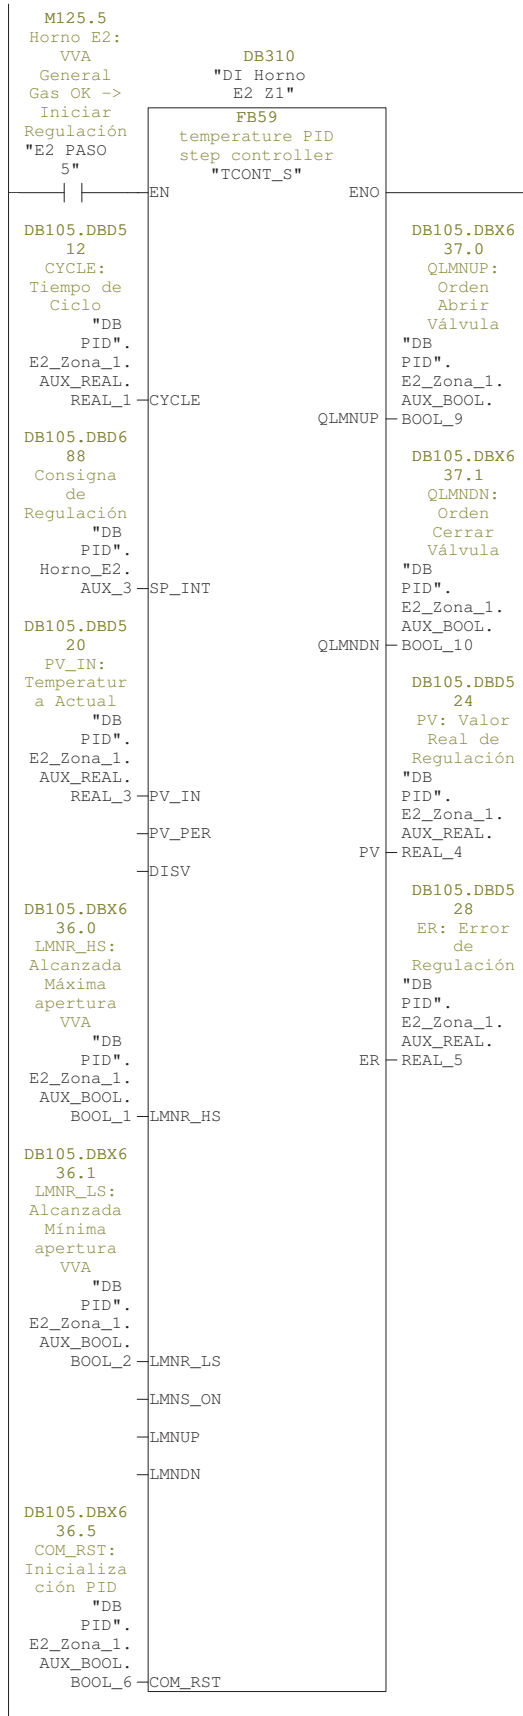 M125.5
Horno E2:
VVA
General
Gas OK ->
Iniciar
Regulación
"E2 PASO
5"
DB310
"DI Horno
E2 Z1"
FB59
temperature PID
step controller
"TCONT_S"
EN
ENO
DB105.DBD5
12
CYCLE:
Tiempo de
Ciclo
"DB
PID".
E2_Zona_1.
AUX_REAL.
REAL_1
CYCLE
DB105.DBX6
37.0
QLMNUP:
Orden
Abrir
Válvula
"DB
PID".
E2_Zona_1.
AUX_BOOL.
QLMNUP
BOOL_9
DB105.DBD6
88
Consigna
de
Regulación
"DB
PID".
Horno_E2.
AUX_3
SP_INT
DB105.DBX6
37.1
QLMNDN:
Orden
Cerrar
Válvula
"DB
PID".
E2_Zona_1.
AUX_BOOL.
QLMNDN
BOOL_10
DB105.DBD5
20
PV_IN:
Temperatur
a Actual
"DB
PID".
E2_Zona_1.
AUX_REAL.
REAL_3
PV_IN
PV_PER
DISV
DB105.DBD5
24
PV: Valor
Real de
Regulación
"DB
PID".
E2_Zona_1.
AUX_REAL.
PV
REAL_4
DB105.DBX6
36.0
LMNR_HS:
Alcanzada
Máxima
apertura
VVA
"DB
PID".
E2_Zona_1.
AUX_BOOL.
BOOL_1
LMNR_HS
DB105.DBD5
28
ER: Error
de
Regulación
"DB
PID".
E2_Zona_1.
AUX_REAL.
ER
REAL_5
DB105.DBX6
36.1
LMNR_LS:
Alcanzada
Mínima
apertura
VVA
"DB
PID".
E2_Zona_1.
AUX_BOOL.
BOOL_2
LMNR_LS
LMNS_ON
LMNUP
LMNDN
DB105.DBX6
36.5
COM_RST:
Inicializa
ción PID
"DB
PID".
E2_Zona_1.
AUX_BOOL.
BOOL_6
COM_RST